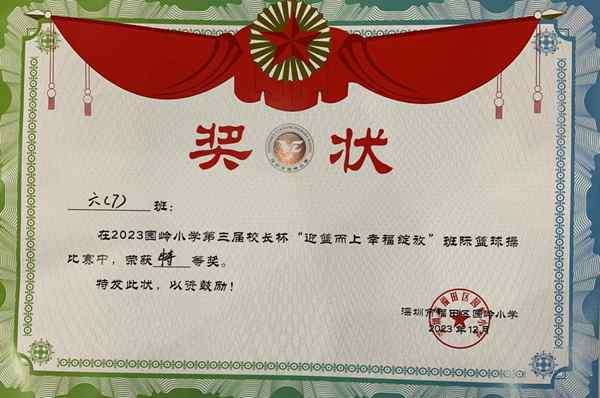 奖状
六(7)班：
在2023园岭小学第三届校长杯“迎篮而上 幸福绽放”班际篮球操
比赛中，荣获特等奖。
特发此状，以资鼓励！
深圳市福田区园岭小学
2023年12月